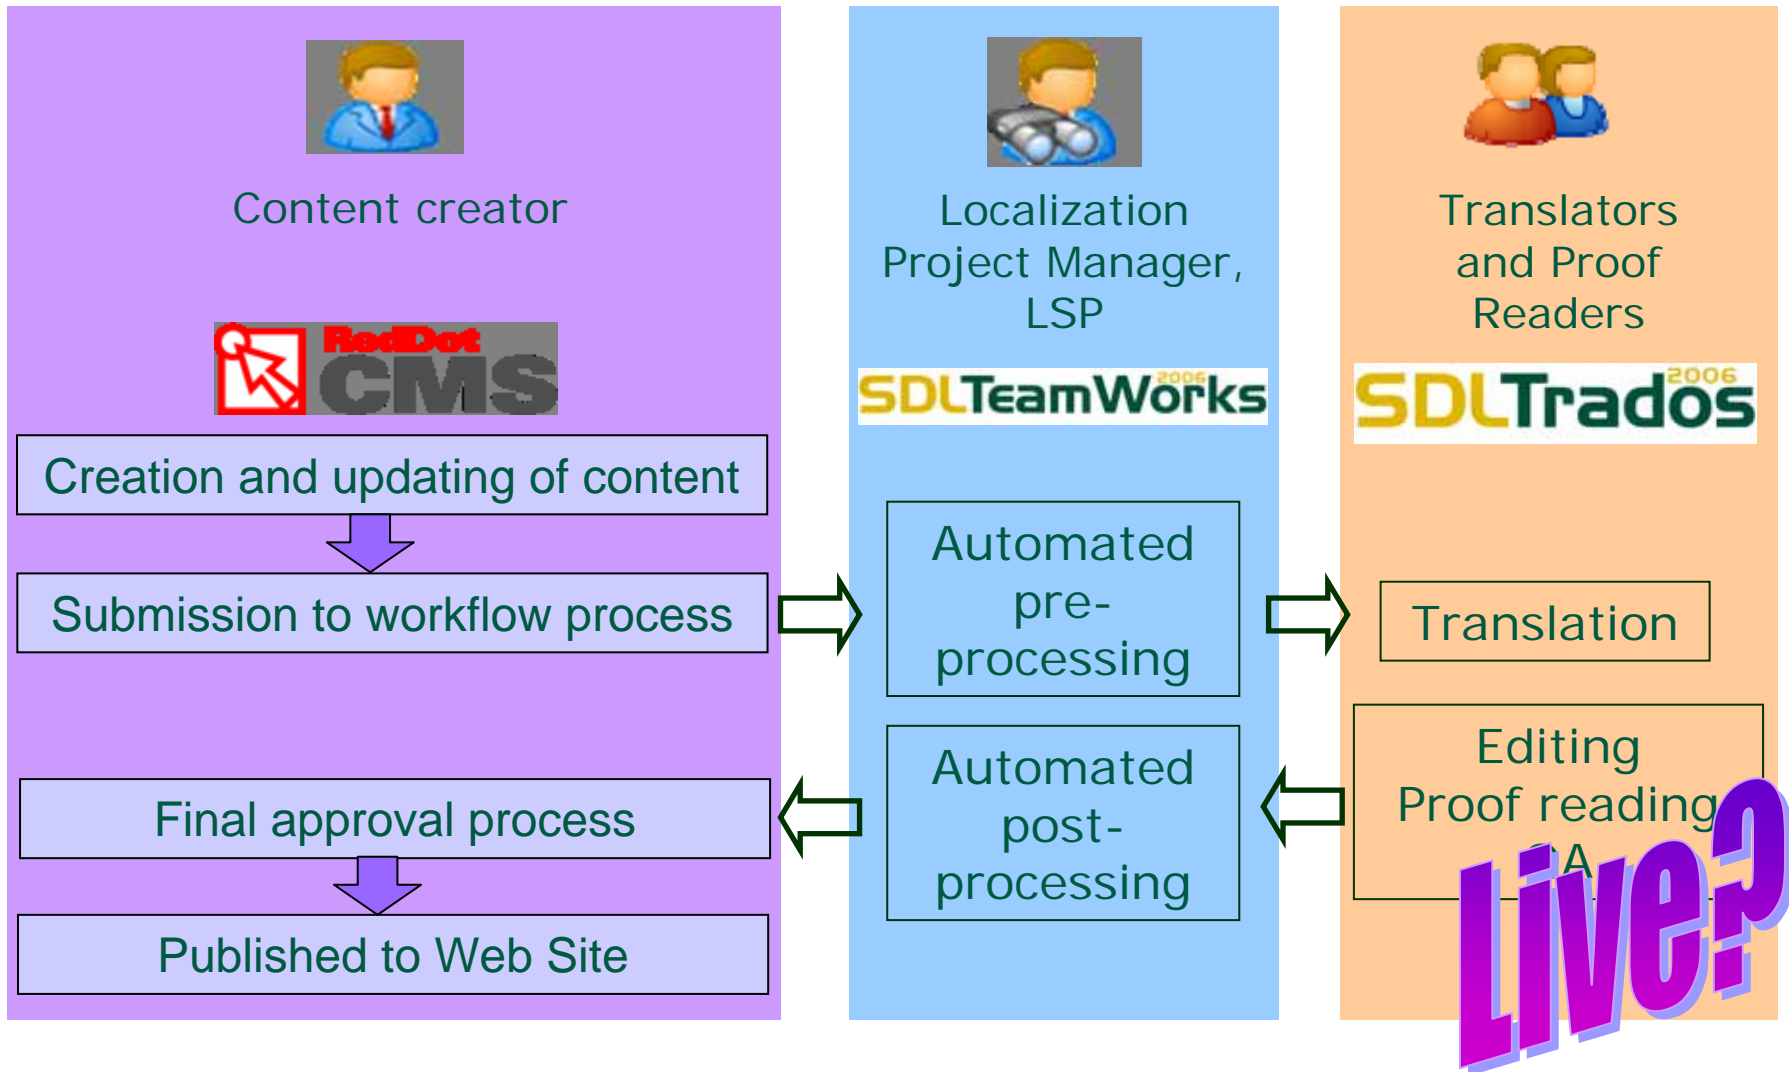 Content creator
RedDot
CMS
Creation and updating of content
Submission to workflow process
Final approval process
Published to Web Site
Localization
Project Manager,
LSP
SDLTeamWorks 2006
Automated
pre-
processing
Automated
post-
processing
Translators
and Proof
Readers
SDLTrados 2006
Translation
Editing
Proof reading
QA
Live?